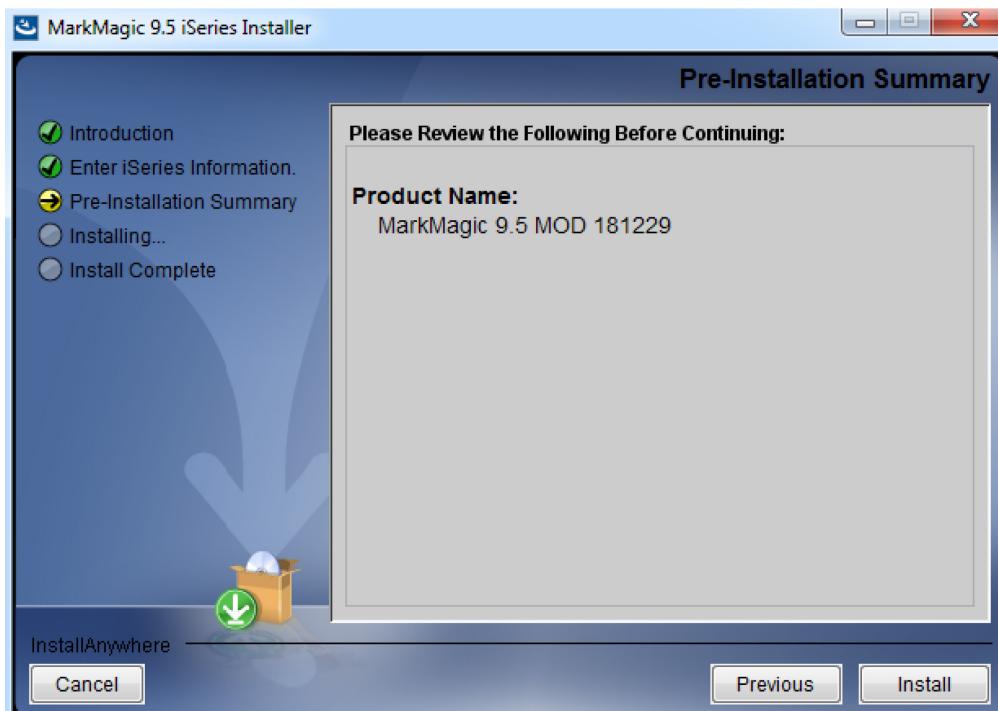 MarkMagic 9.5 iSeries Installer
Pre-Installation Summary
Introduction
Enter iSeries Information.
Pre-Installation Summary
Installing...
Install Complete
Please Review the Following Before Continuing:
Product Name:
MarkMagic 9.5 MOD 181229
InstallAnywhere
Cancel
Previous
Install